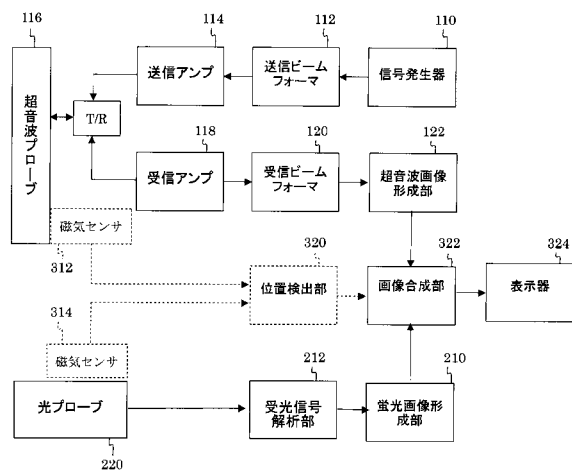 116
114
112
110
超音波プローブ
T/R
送信アンプ
送信ビーム
フォーマ
信号発生器
118
120
122
受信アンプ
受信ビーム
フォーマ
超音波画像
形成部
磁気センサ
312
320
322
324
位置検出部
画像合成部
表示器
314
磁気センサ
212
210
光プローブ
受光信号
解析部
蛍光画像形
成部
220